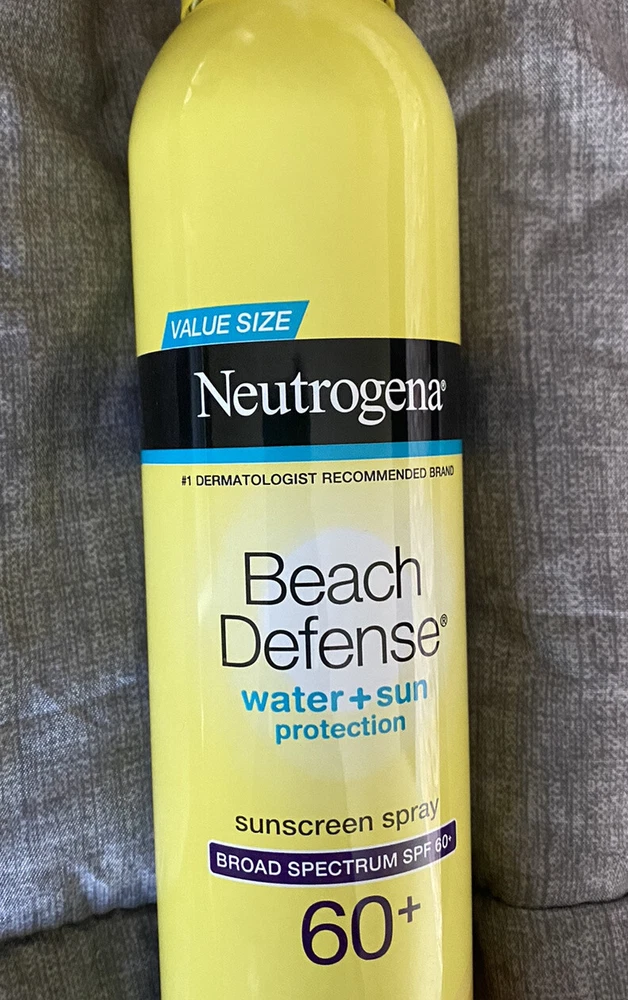 VALUE SIZE
Neutrogena®
#1 DERMATOLOGIST RECOMMENDED BRAND
Beach
Defense®
water+sun
protection
sunscreen spray
BROAD SPECTRUM SPF 60+
60+